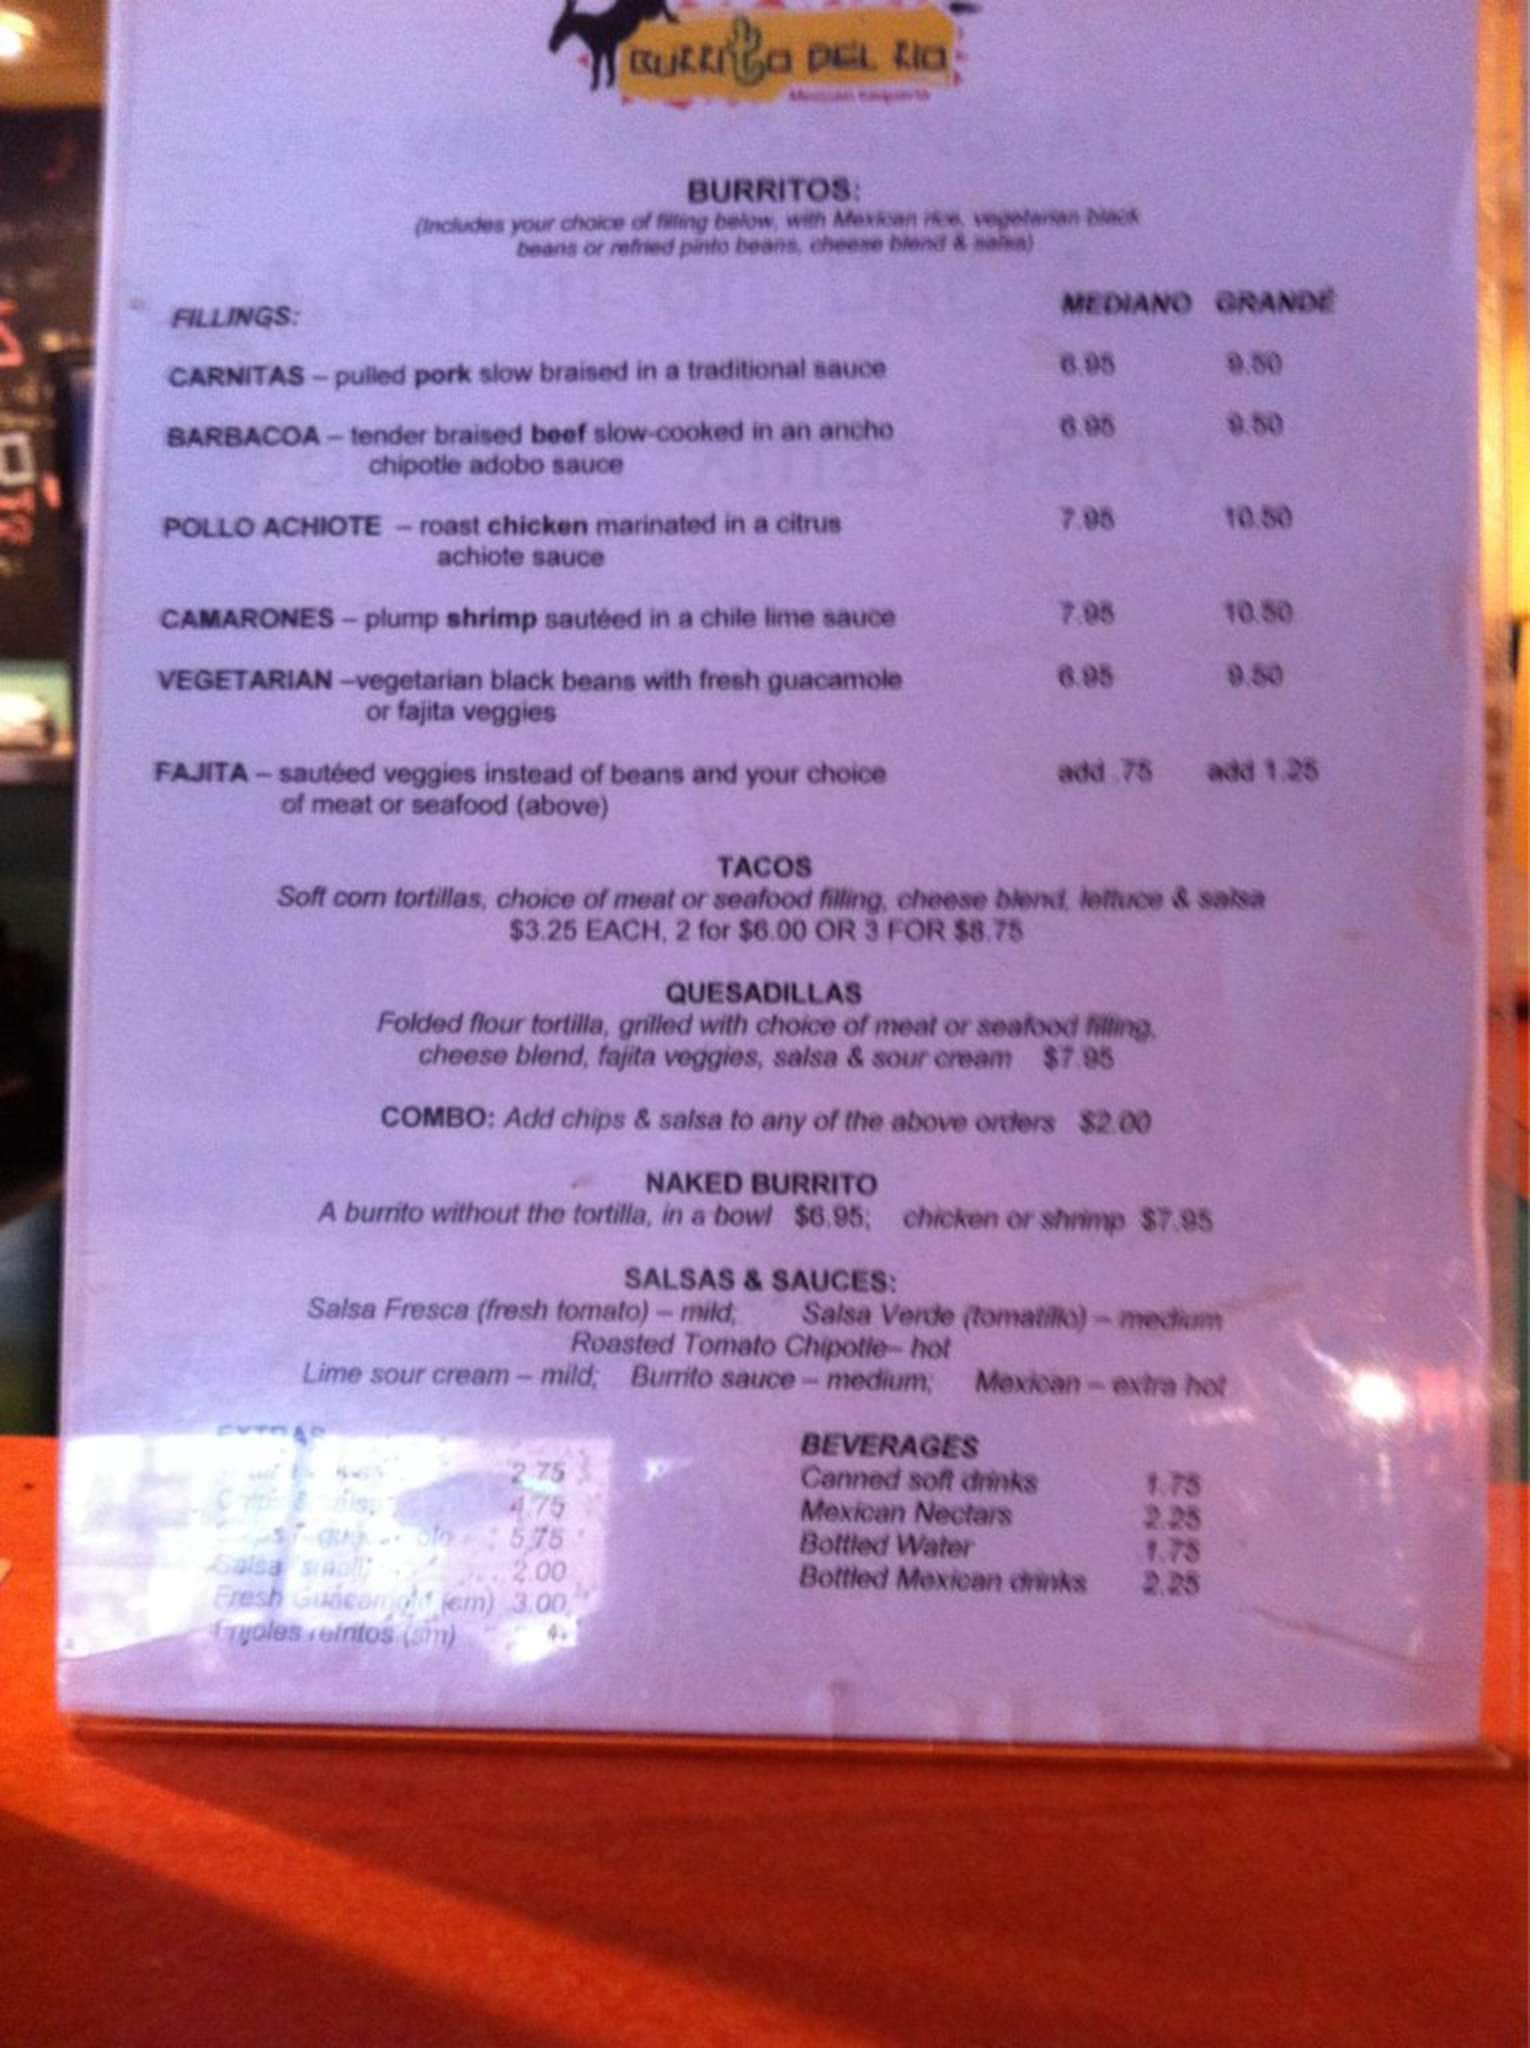 BURRITO DEL RIO
Mexican taqueria
BURRITOS:
(Includes your choice of filling below, with Mexican rice, vegetarian black
beans or refried pinto beans, cheese blend & salsa)
FILLINGS: MEDIANO GRANDE
CARNITAS – pulled pork slow braised in a traditional sauce 6.95 9.50
BARBACOA – tender braised beef slow-cooked in an ancho 6.95 9.50
chipotle adobo sauce
POLLO ACHIOTE – roast chicken marinated in a citrus 7.95 10.50
achiote sauce
CAMARONES – plump shrimp sautéed in a chile lime sauce 7.95 10.50
VEGETARIAN –vegetarian black beans with fresh guacamole 6.95 9.50
or fajita veggies
FAJITA – sautéed veggies instead of beans and your choice add .75 add 1.25
of meat or seafood (above)
TACOS
Soft corn tortillas, choice of meat or seafood filling, cheese blend, lettuce & salsa
$3.25 EACH, 2 for $6.00 OR 3 FOR $8.75
QUESADILLAS
Folded flour tortilla, grilled with choice of meat or seafood filling,
cheese blend, fajita veggies, salsa & sour cream $7.95
COMBO: Add chips & salsa to any of the above orders $2.00
NAKED BURRITO
A burrito without the tortilla, in a bowl $6.95; chicken or shrimp $7.95
SALSAS & SAUCES:
Salsa Fresca (fresh tomato) – mild; Salsa Verde (tomatillo) – medium
Roasted Tomato Chipotle– hot
Lime sour cream – mild; Burrito sauce – medium; Mexican – extra hot
EXTRAS
2.75
4.75
5.75
Salsa (small) 2.00
Fresh Guacamole (sm) 3.00
Frijoles refritos (sm)
BEVERAGES
Canned soft drinks 1.75
Mexican Nectars 2.25
Bottled Water 1.75
Bottled Mexican drinks 2.25